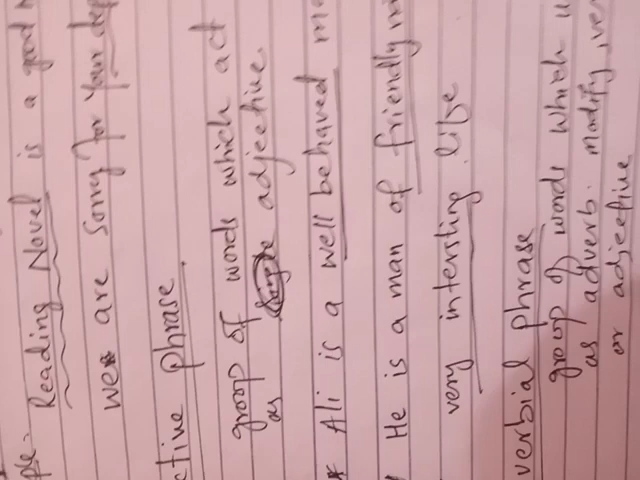 Reading Novel is a good
We are sorry for your
ctive phrase.
group of words which act
as adjective
* Ali is a well behaved
He is a man of friendly
very intersting life
verbial phrase
group of words which
as adverb. modify,
or adjective